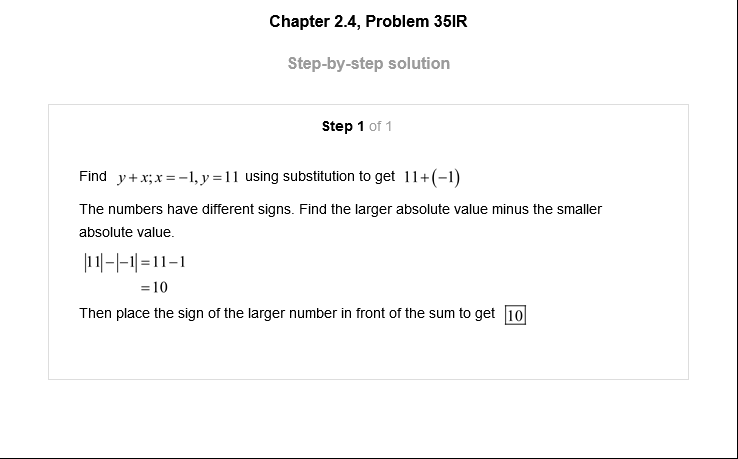 Chapter 2.4, Problem 35IR
Step-by-step solution
Step 1 of 1
Find y + x; x = −1, y = 11 using substitution to get 11+(−1)
The numbers have different signs. Find the larger absolute value minus the smaller
absolute value.
|11|−|−1| = 11−1
= 10
Then place the sign of the larger number in front of the sum to get 10